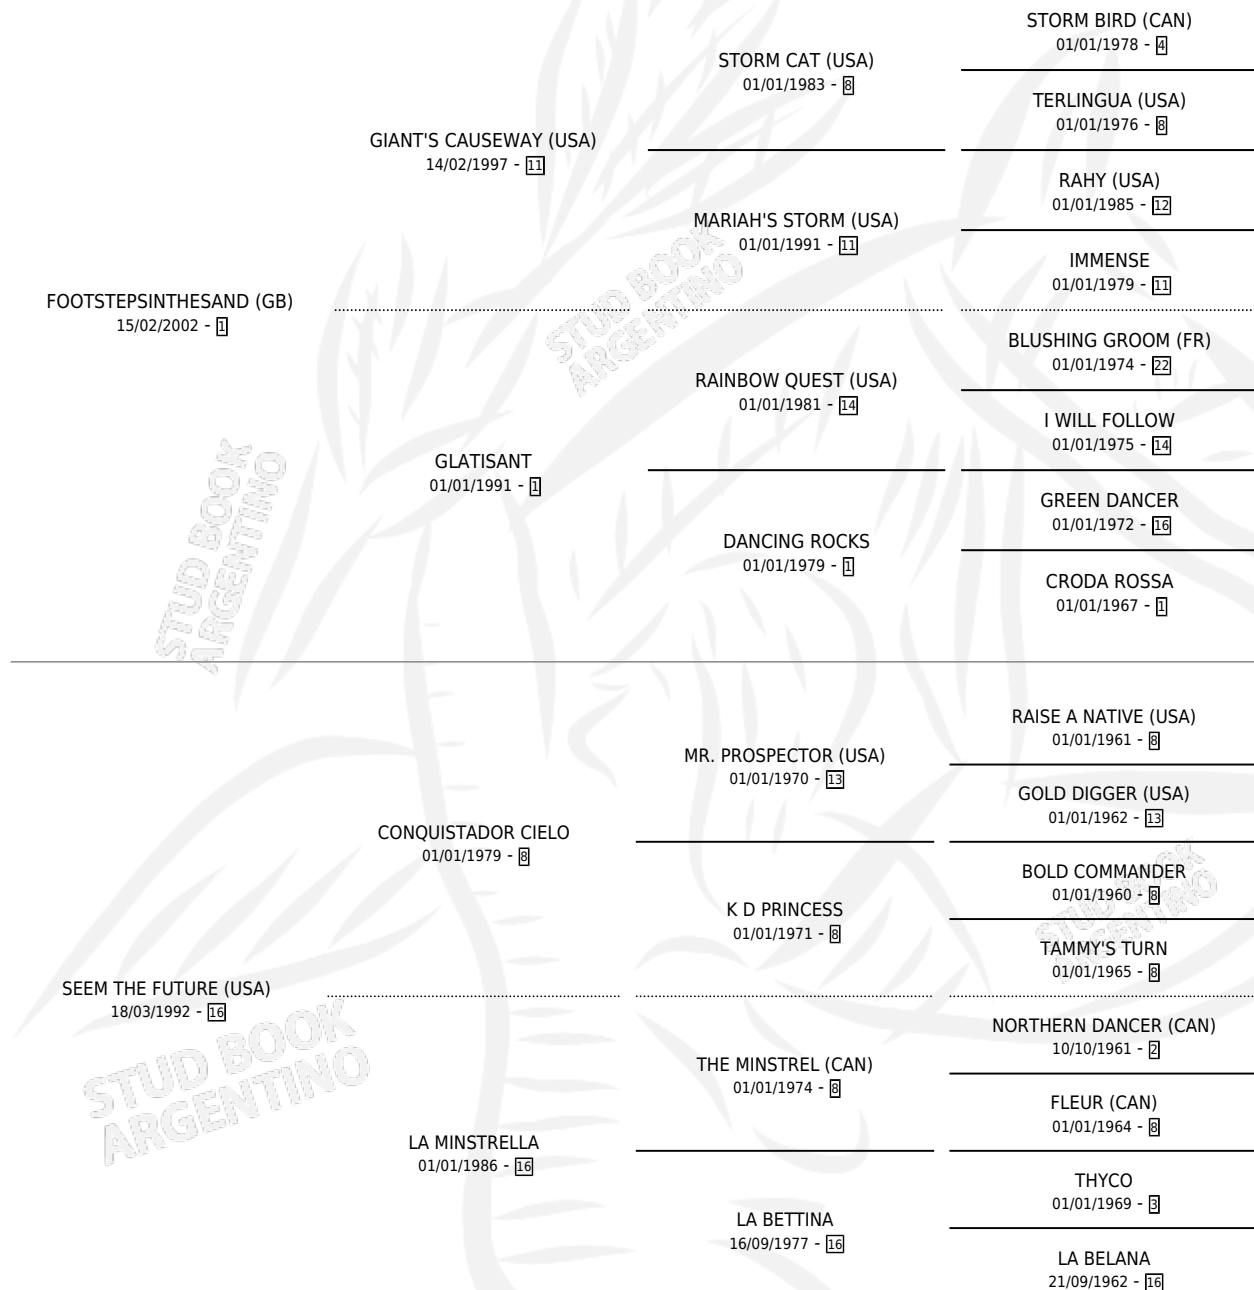 STORM BIRD (CAN)
01/01/1978 - 4
STORM CAT (USA)
01/01/1983 - 8
TERLINGUA (USA)
01/01/1976 - 8
GIANT'S CAUSEWAY (USA)
14/02/1997 - 11
RAHY (USA)
01/01/1985 - 12
MARIAH'S STORM (USA)
01/01/1991 - 11
IMMENSE
01/01/1979 - 11
FOOTSTEPSINTHESAND (GB)
15/02/2002 - 1
STUD BOOK
ARGENTINO
BLUSHING GROOM (FR)
01/01/1974 - 22
RAINBOW QUEST (USA)
01/01/1981 - 14
I WILL FOLLOW
01/01/1975 - 14
GLATISANT
01/01/1991 - 1
GREEN DANCER
01/01/1972 - 16
DANCING ROCKS
01/01/1979 - 1
CRODA ROSSA
01/01/1967 - 1
STUD BOOK
ARGENTINO
RAISE A NATIVE (USA)
01/01/1961 - 8
MR. PROSPECTOR (USA)
01/01/1970 - 13
GOLD DIGGER (USA)
01/01/1962 - 13
CONQUISTADOR CIELO
01/01/1979 - 8
BOLD COMMANDER
01/01/1960 - 8
STUD BOOK
ARGENTINO
K D PRINCESS
01/01/1971 - 8
TAMMY'S TURN
01/01/1965 - 8
SEEM THE FUTURE (USA)
18/03/1992 - 16
NORTHERN DANCER (CAN)
10/10/1961 - 2
THE MINSTREL (CAN)
01/01/1974 - 8
FLEUR (CAN)
01/01/1964 - 8
STUD BOOK
ARGENTINO
LA MINSTRELLA
01/01/1986 - 16
THYCO
01/01/1969 - 3
LA BETTINA
16/09/1977 - 16
LA BELANA
21/09/1962 - 16